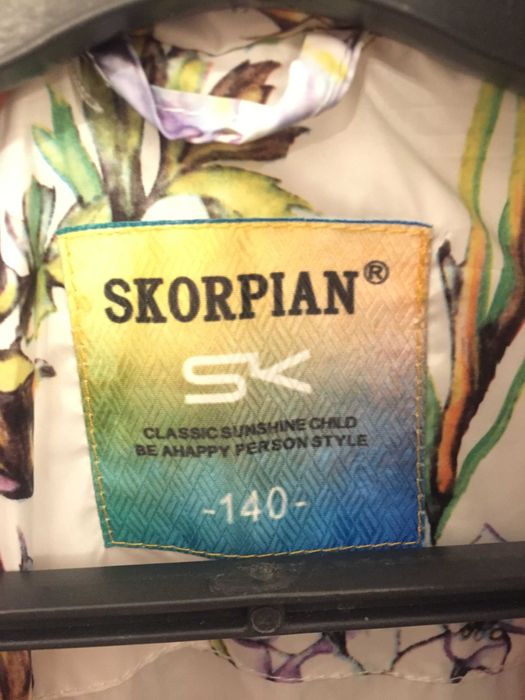 SKORPIAN®
SK
CLASSIC SUNSHINE CHILD
BE AHAPPY PERSON STYLE
-140-